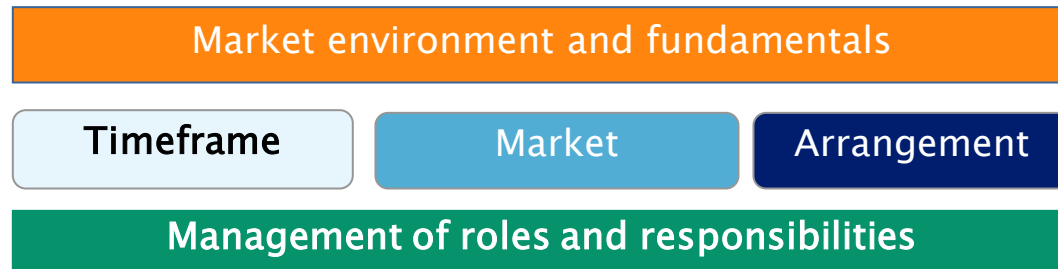 Market environment and fundamentals
Timeframe Market Arrangement
Management of roles and responsibilities